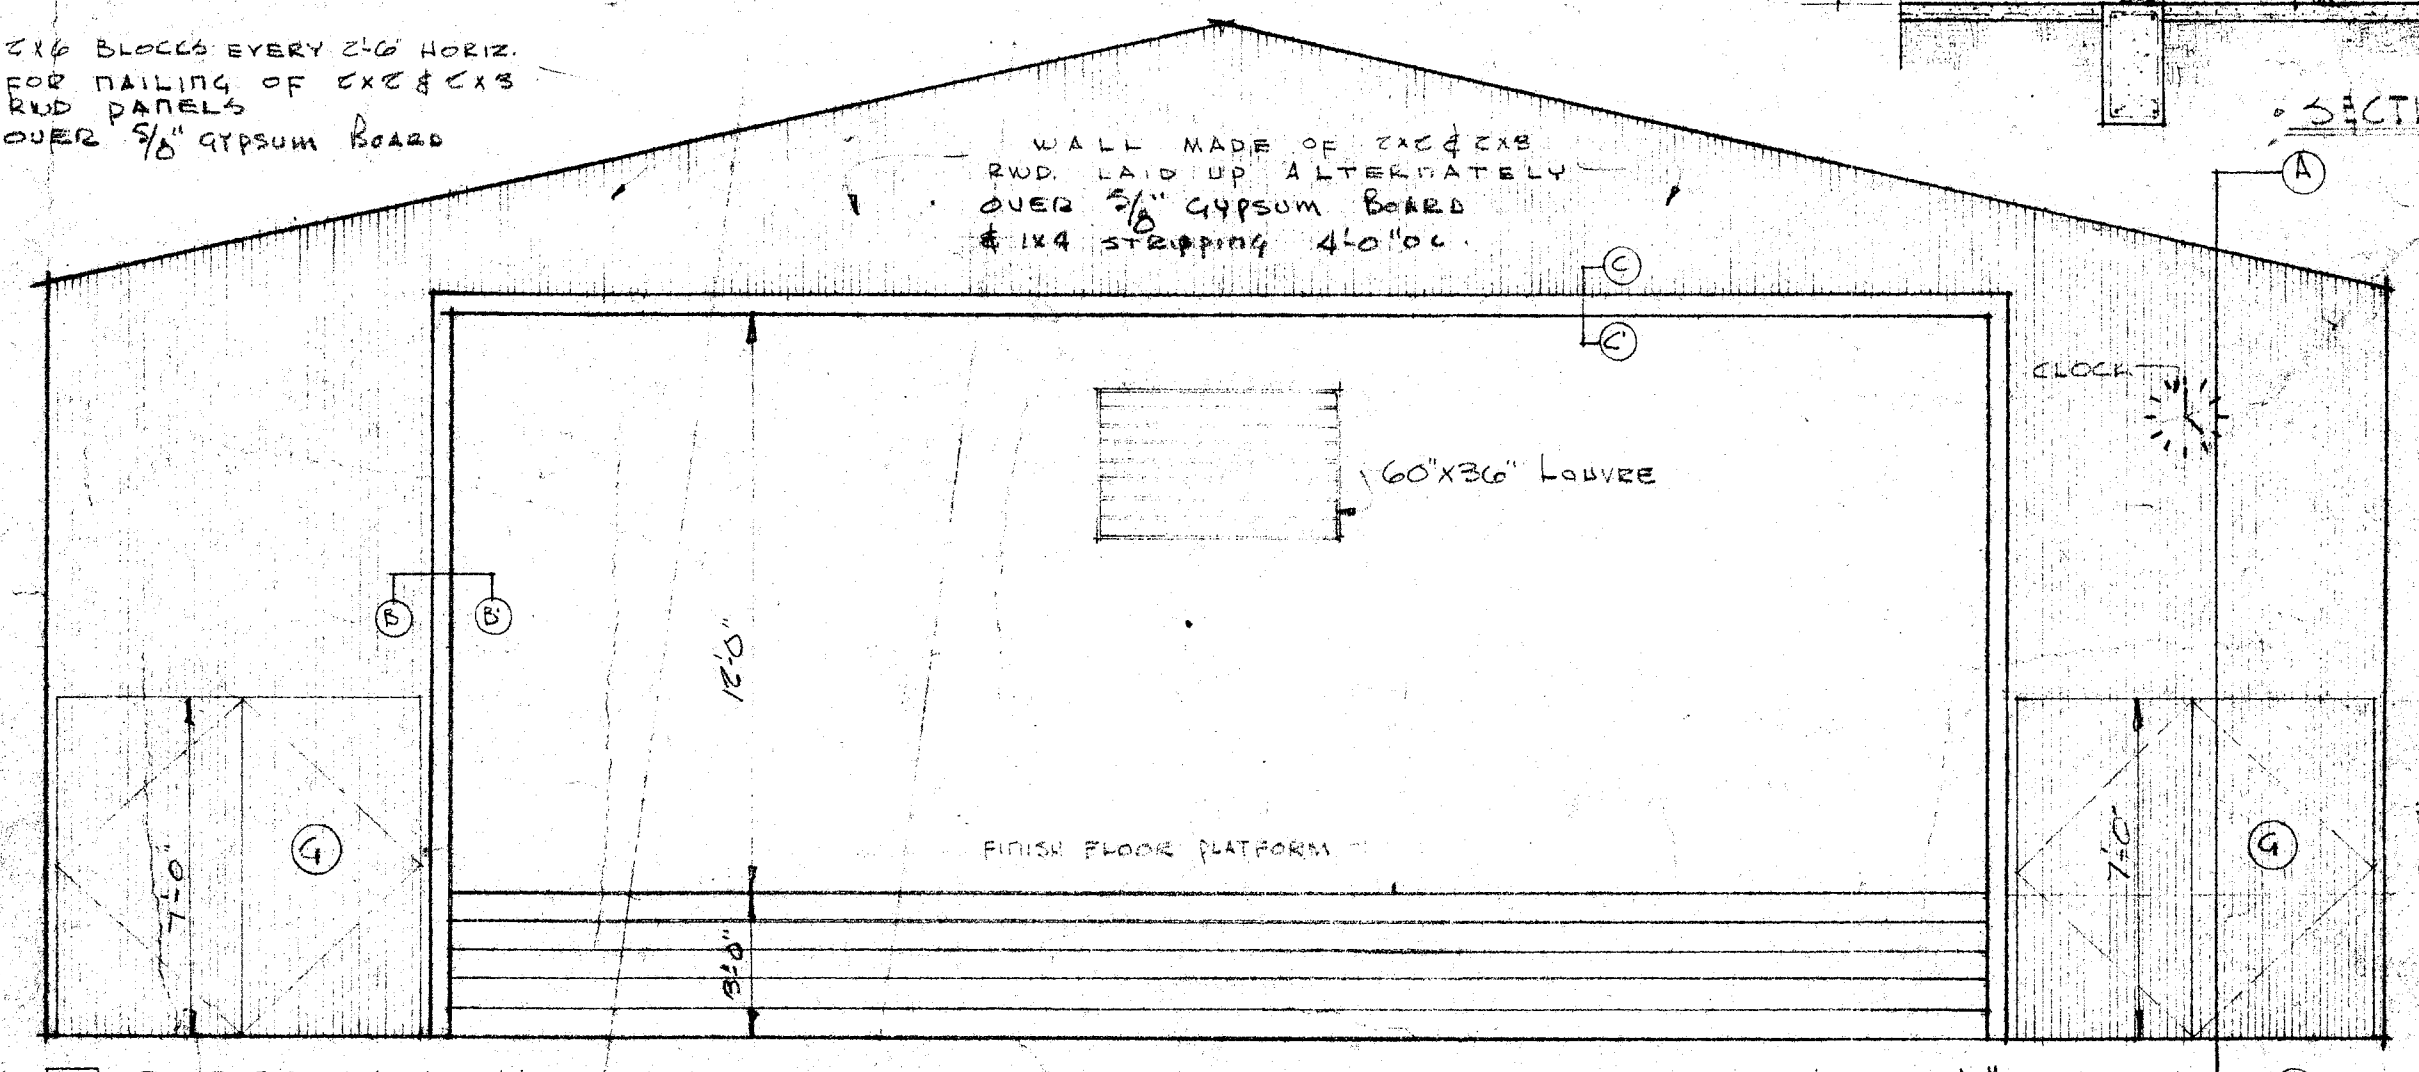 2X6 BLOCKS EVERY 2'-6" HORIZ.
FOR NAILING OF 2X2 & 2X3
RWD PANELS
OVER 5/8" GYPSUM BOARD
WALL MADE OF 2X2 & 2X3
RWD. LAID UP ALTERNATELY
OVER 5/8" GYPSUM BOARD
& 1X4 STRIPPING 4'-0" OC.
SECTI
A
C
C'
CLOCK
60"X36" LOUVRE
B
B'
12'-0"
FINISH FLOOR PLATFORM
G
7'-0"
3'-0"
7'-0"
G